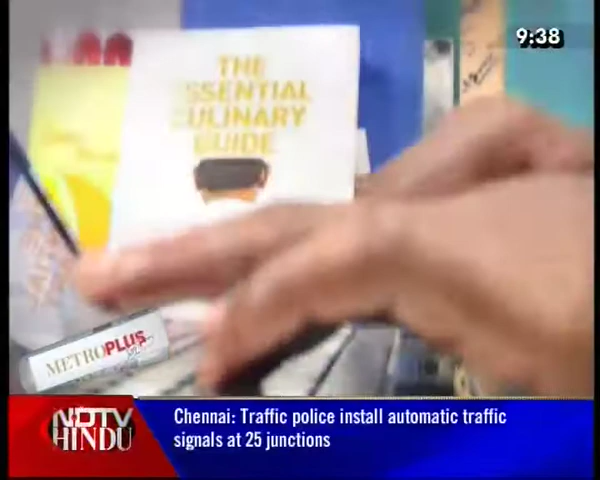 9:38
THE
ESSENTIAL
CULINARY
GUIDE
METROPLUS
NDTV
HINDU
Chennai: Traffic police install automatic traffic
signals at 25 junctions